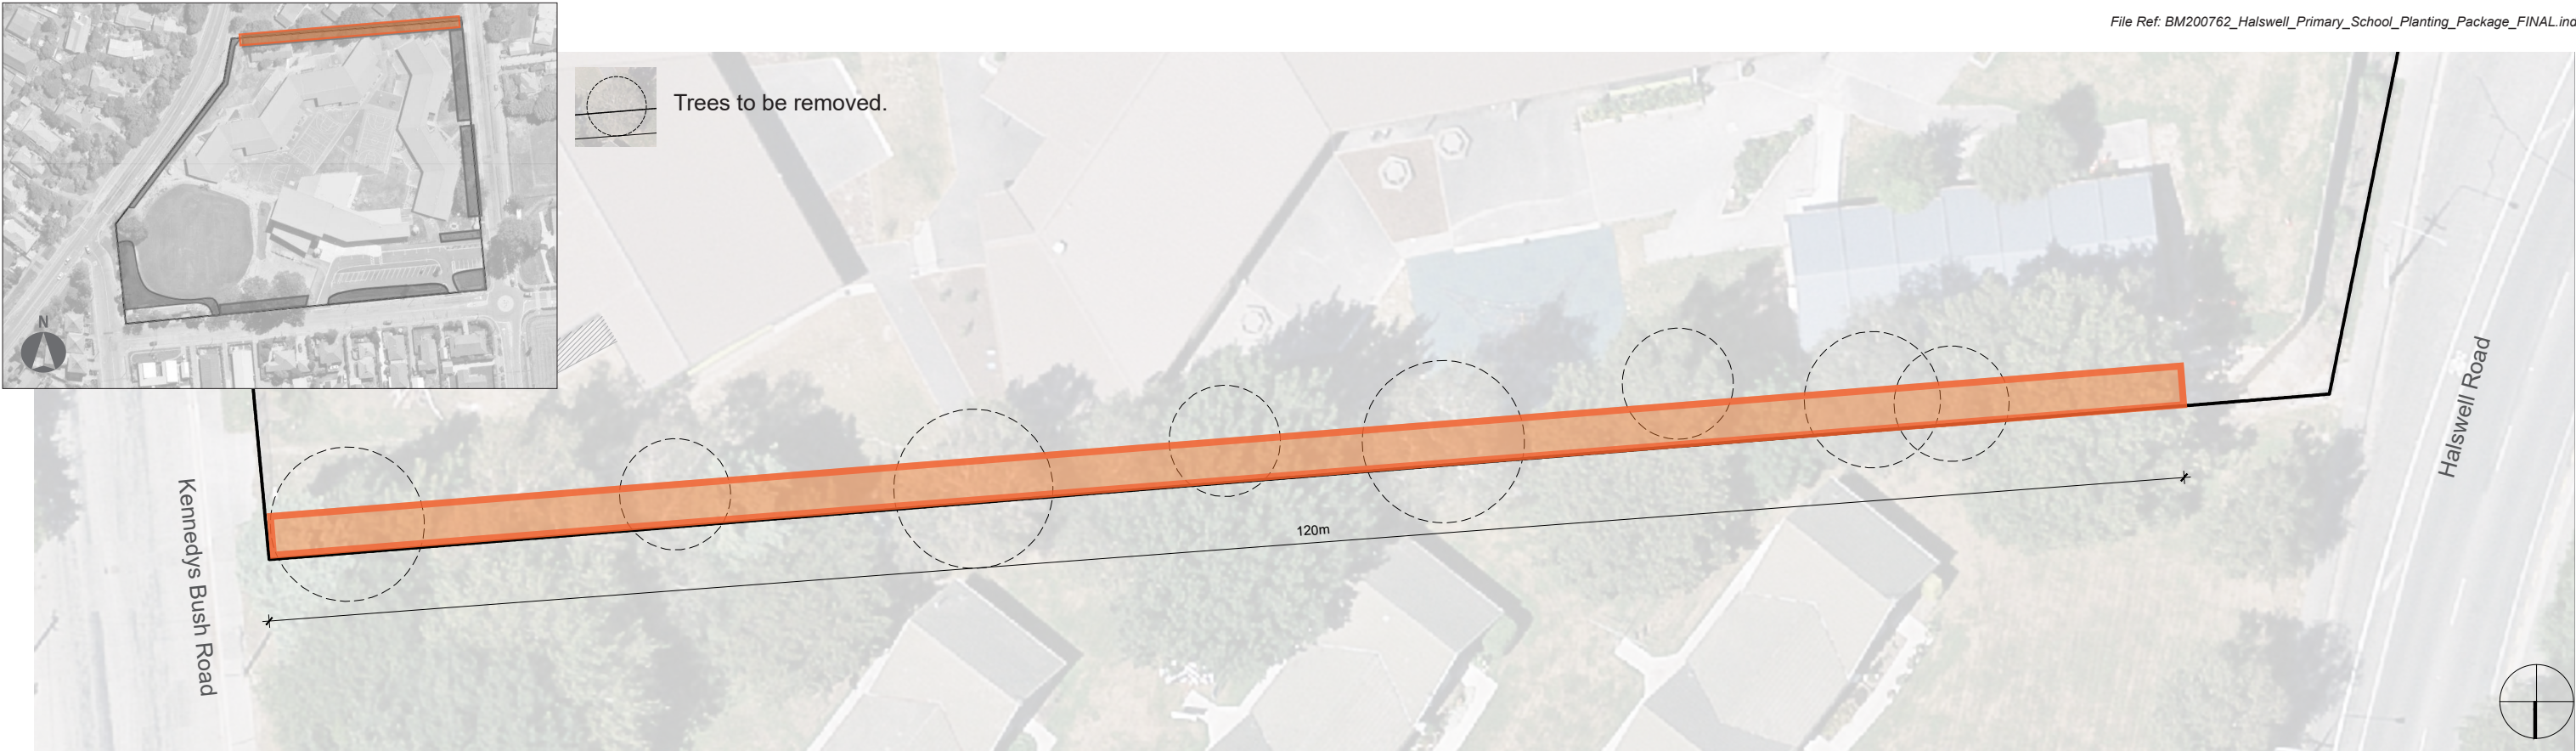 File Ref: BM200762_Halswell_Primary_School_Planting_Package_FINAL.ind
Trees to be removed.
N
Kennedys Bush Road
120m
Halswell Road